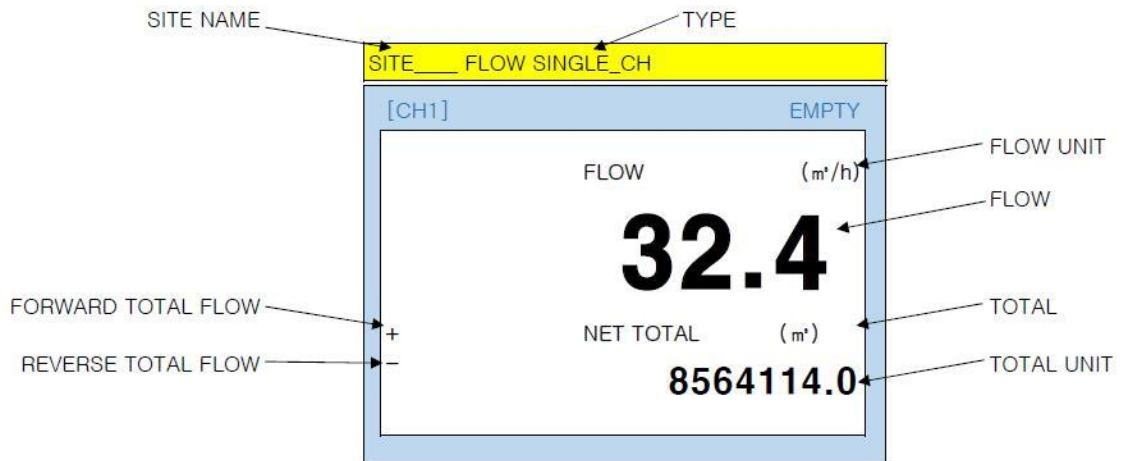 SITE NAME
TYPE
SITE____ FLOW SINGLE_CH
[CH1] EMPTY
FLOW UNIT
FLOW (㎥/h)
FLOW
32.4
FORWARD TOTAL FLOW
+
NET TOTAL (㎥)
TOTAL
REVERSE TOTAL FLOW
−
8564114.0
TOTAL UNIT